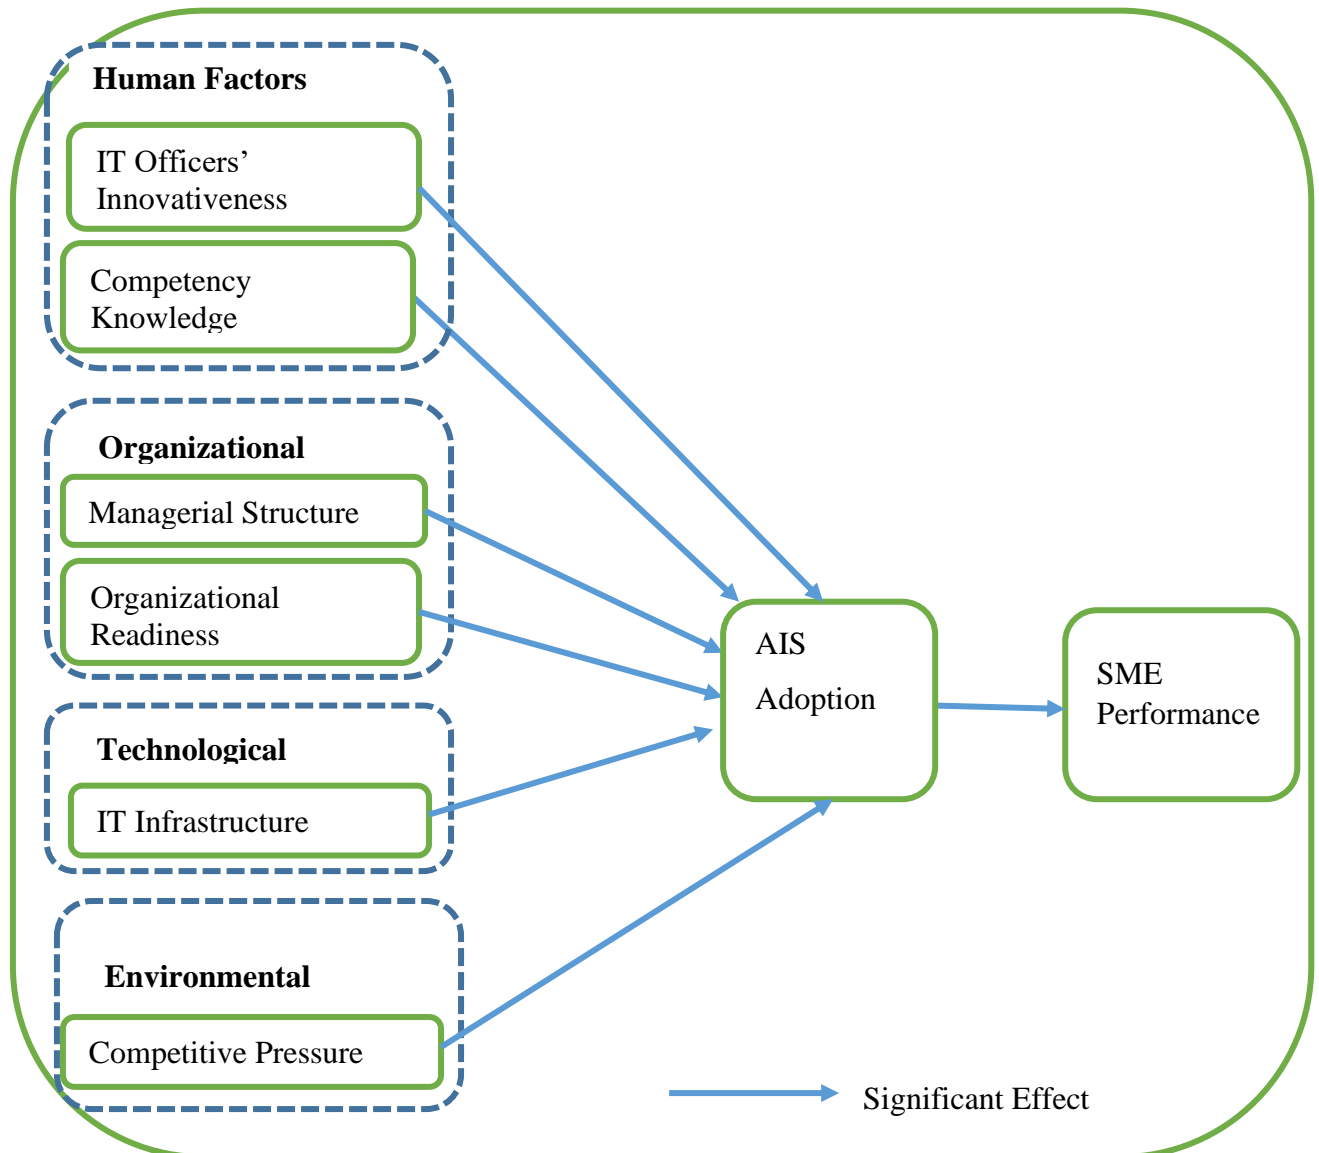 Human Factors
IT Officers’
Innovativeness
Competency
Knowledge
Organizational
Managerial Structure
Organizational
Readiness
Technological
IT Infrastructure
Environmental
Competitive Pressure
AIS
Adoption
SME
Performance
Significant Effect